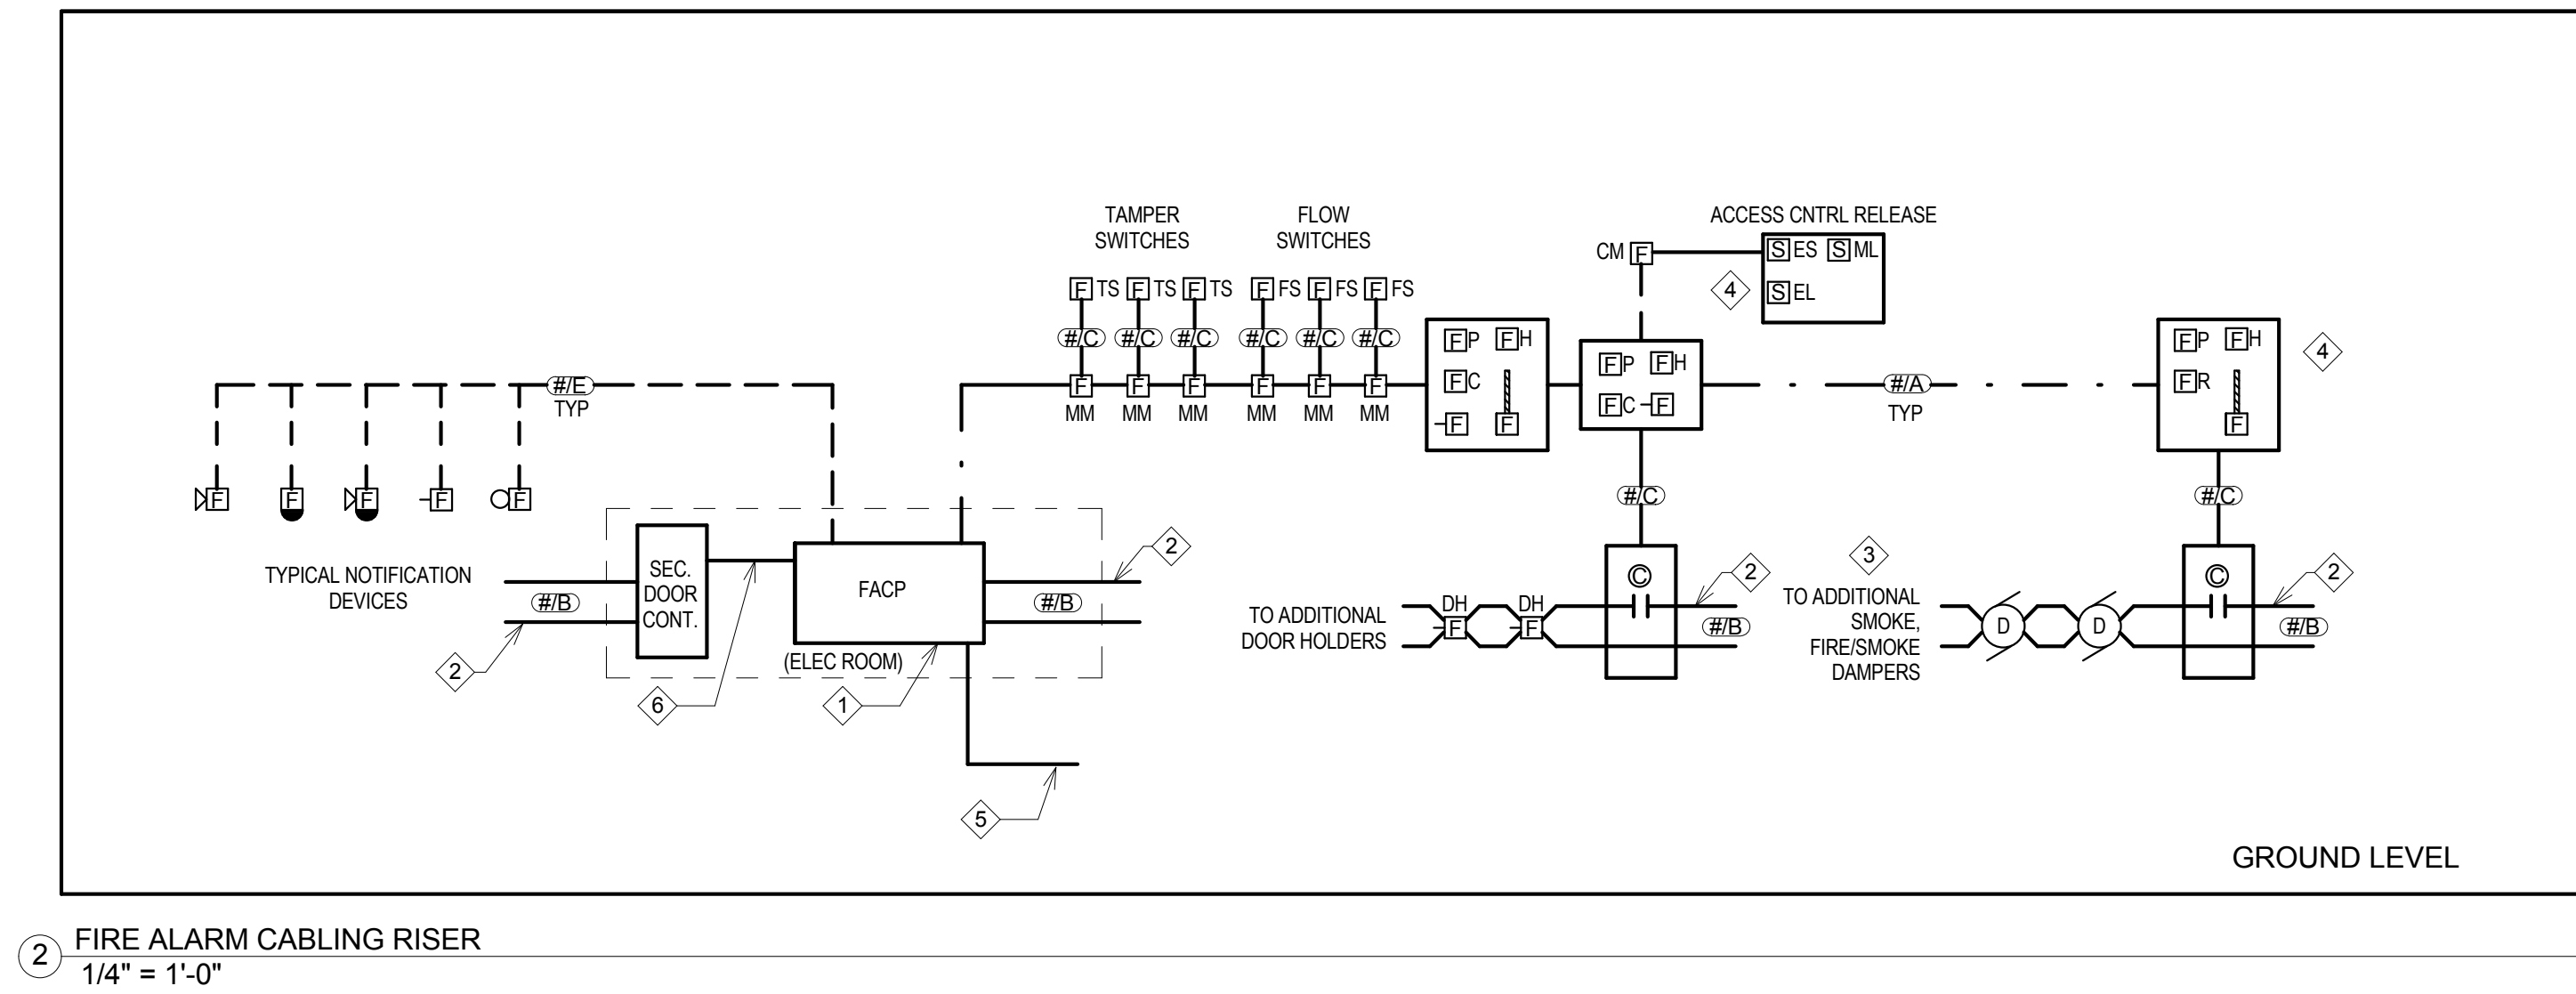 TAMPER
SWITCHES
FLOW
SWITCHES
ACCESS CNTRL RELEASE
CM F
S ES S ML
S EL
4
F TS F TS F TS F FS F FS F FS
#/C #/C #/C #/C #/C #/C
F F F F F F
MM MM MM MM MM MM
F P F H
F C
F F
F P F H
F C F
#/A
TYP
F P F H
F R
F
4
#/E
TYP
F F F F F
TYPICAL NOTIFICATION
DEVICES
#/B
2
SEC.
DOOR
CONT.
FACP
(ELEC ROOM)
#/B
2
6
1
5
#/C
C
2
#/B
TO ADDITIONAL
DOOR HOLDERS
DH DH
F F
3
TO ADDITIONAL
SMOKE,
FIRE/SMOKE
DAMPERS
D D
#/C
C
2
#/B
GROUND LEVEL
2 FIRE ALARM CABLING RISER
1/4" = 1'-0"